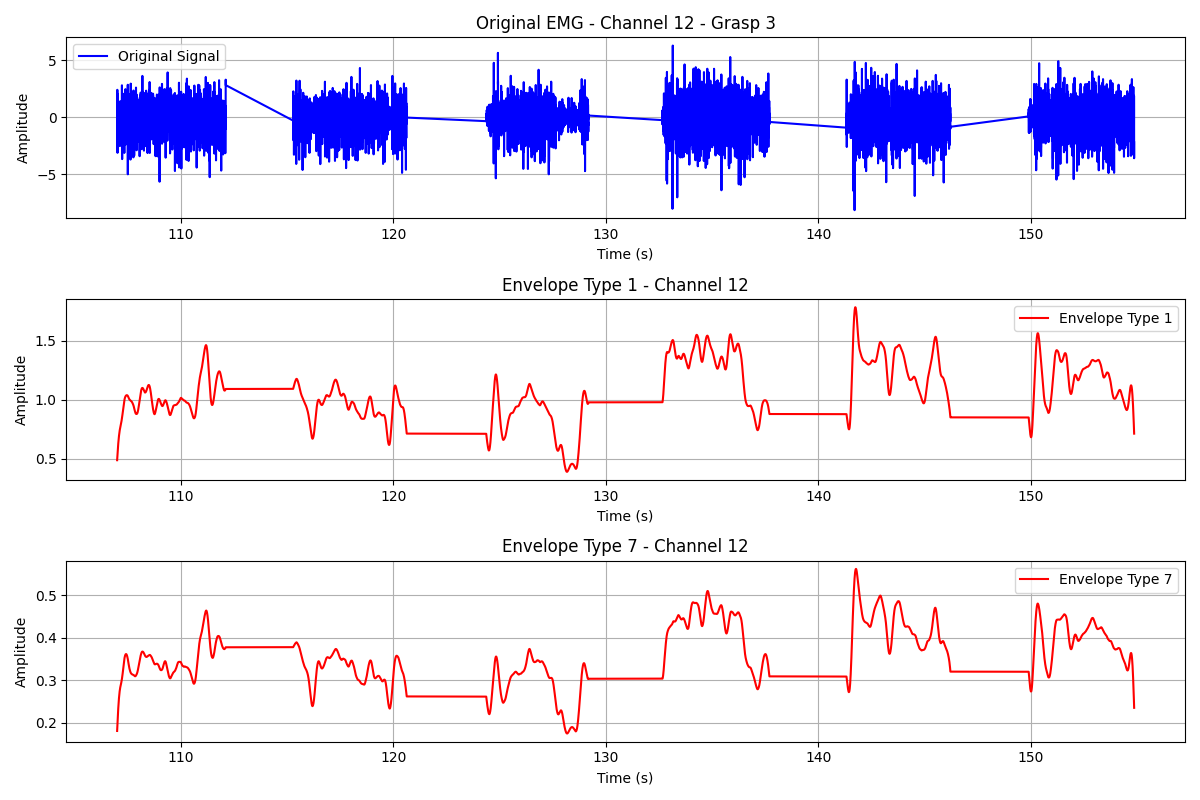 Original EMG - Channel 12 - Grasp 3
Original Signal
5
0
−5
Amplitude
110 120 130 140 150
Time (s)
Envelope Type 1 - Channel 12
Envelope Type 1
1.5
1.0
0.5
Amplitude
110 120 130 140 150
Time (s)
Envelope Type 7 - Channel 12
Envelope Type 7
0.5
0.4
0.3
0.2
Amplitude
110 120 130 140 150
Time (s)